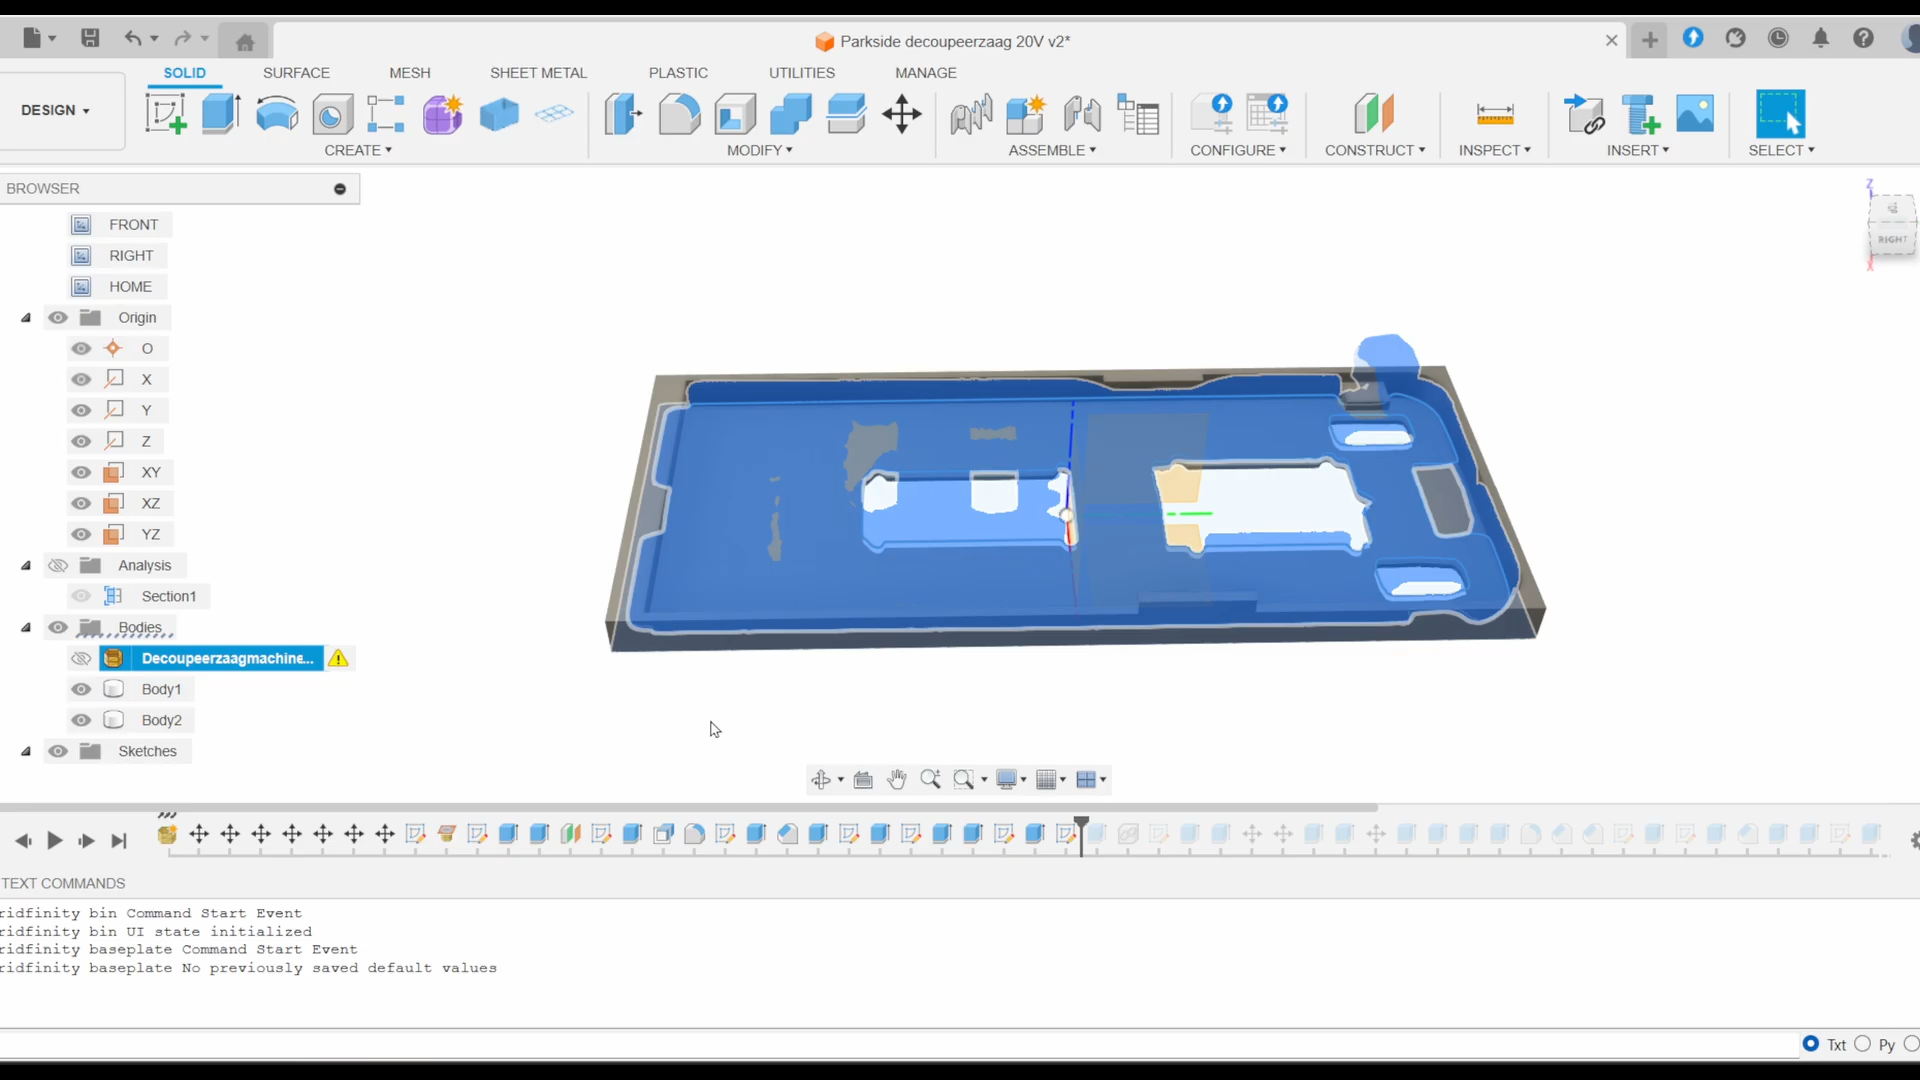 Parkside decoupeerzaag 20V v2*
DESIGN
SOLID
SURFACE
MESH
SHEET METAL
PLASTIC
UTILITIES
MANAGE
CREATE
MODIFY
ASSEMBLE
CONFIGURE
CONSTRUCT
INSPECT
INSERT
SELECT
BROWSER
FRONT
RIGHT
HOME
Origin
O
X
Y
Z
XY
XZ
YZ
Analysis
Section1
Bodies
Decoupeerzaagmachine...
Body1
Body2
Sketches
Z
RIGHT
X
TEXT COMMANDS
ridfinity bin Command Start Event
ridfinity bin UI state initialized
ridfinity baseplate Command Start Event
ridfinity baseplate No previously saved default values
Txt
Py